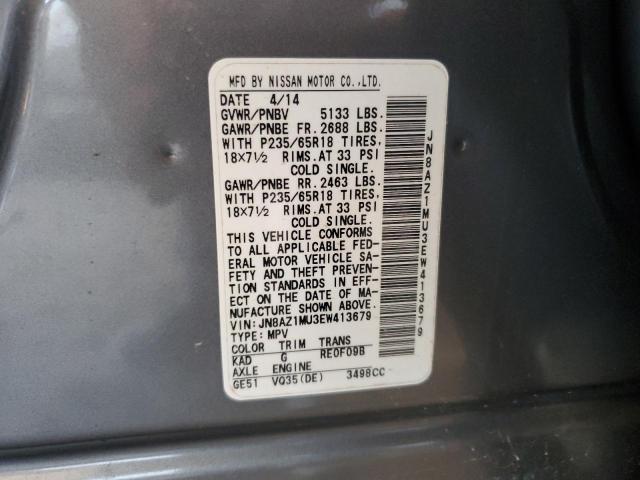 MFD BY NISSAN MOTOR CO.,LTD.
DATE 4/14
GVWR/PNBV 5133 LBS.
GAWR/PNBE FR. 2688 LBS.
WITH P235/65R18 TIRES,
18×7½ RIMS. AT 33 PSI
COLD SINGLE.
GAWR/PNBE RR. 2463 LBS.
WITH P235/65R18 TIRES,
18×7½ RIMS. AT 33 PSI
COLD SINGLE.
THIS VEHICLE CONFORMS
TO ALL APPLICABLE FED-
ERAL MOTOR VEHICLE SA-
FETY AND THEFT PREVEN-
TION STANDARDS IN EFF-
ECT ON THE DATE OF MA-
NUFACTURE SHOWN ABOVE.
VIN: JN8AZ1MU3EW413679
TYPE: MPV
COLOR TRIM TRANS
KAD G RE0F09B
AXLE ENGINE
GE51 VQ35(DE) 3498CC
JN8AZ1MU3EW413679